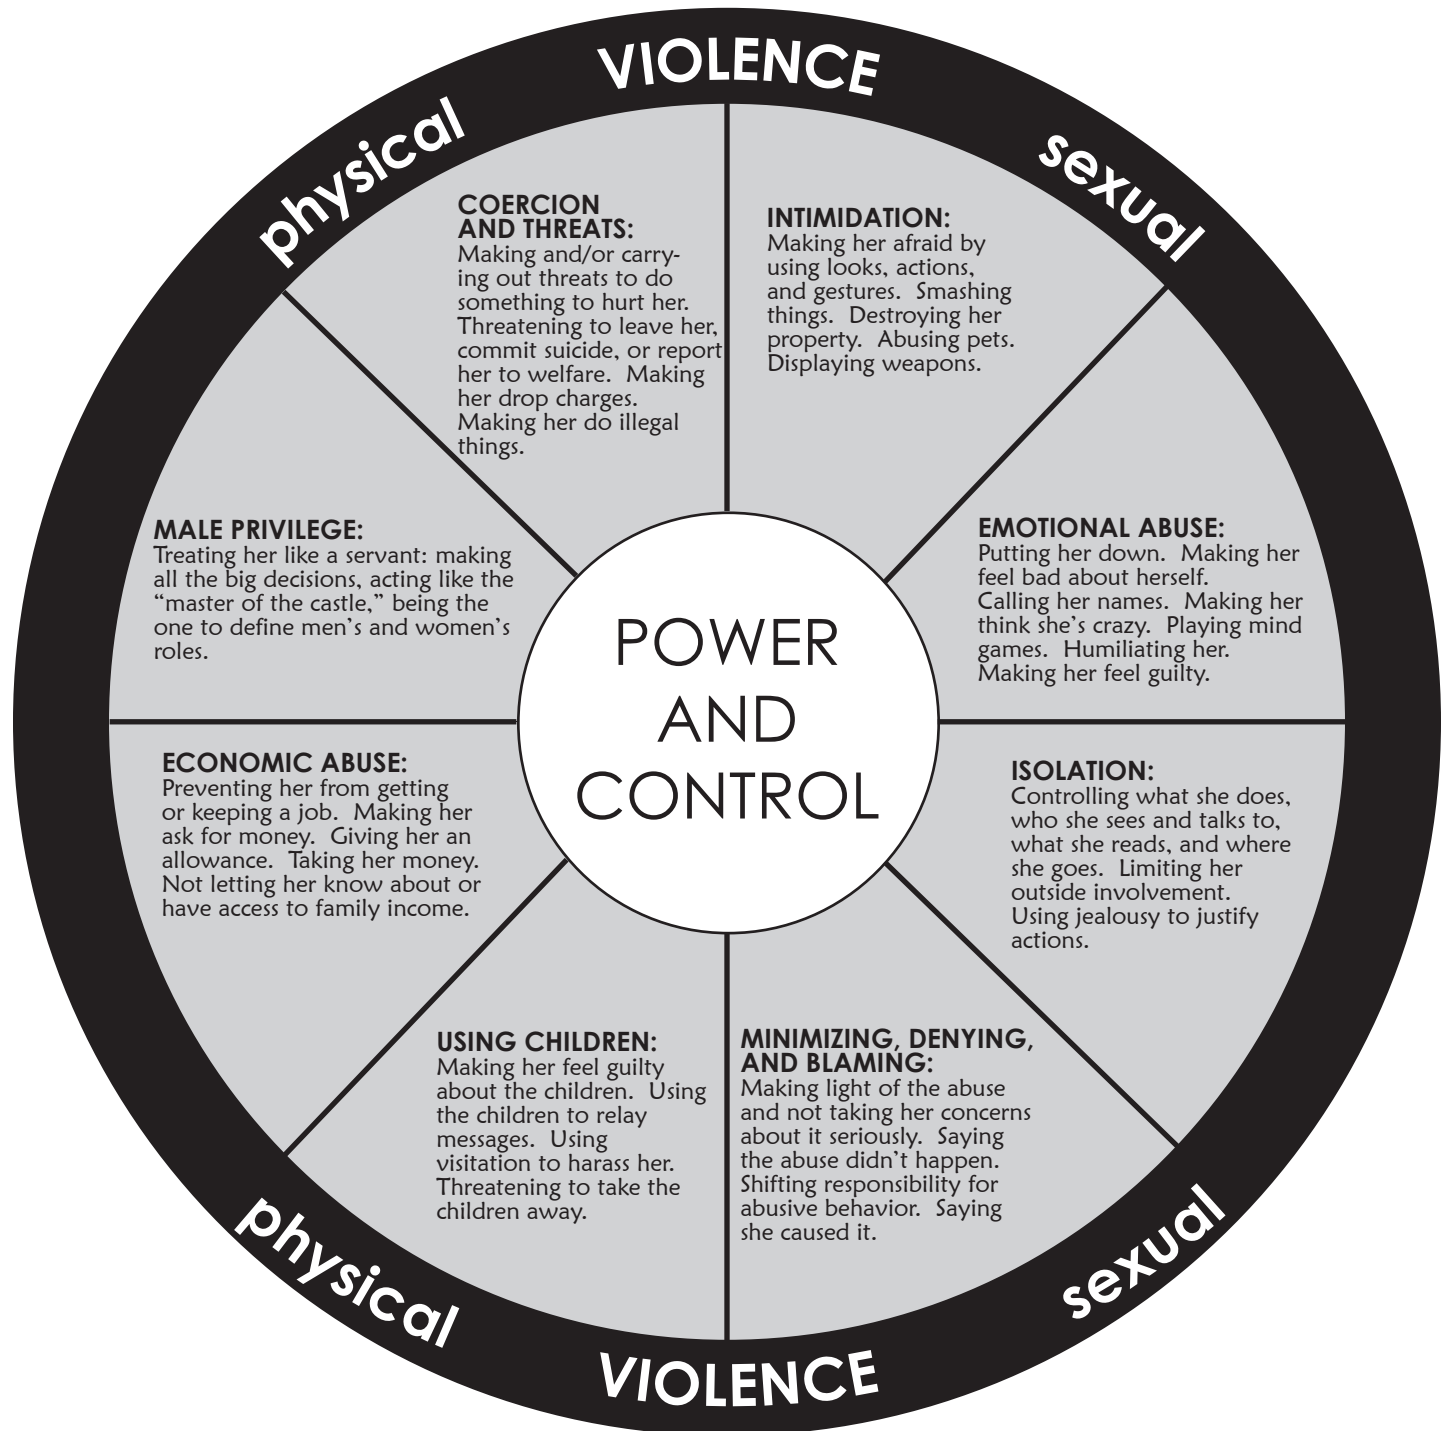 VIOLENCE
physical
sexual
COERCION
AND THREATS:
Making and/or carry-
ing out threats to do
something to hurt her.
Threatening to leave her,
commit suicide, or report
her to welfare.  Making
her drop charges.
Making her do illegal
things.
INTIMIDATION:
Making her afraid by
using looks, actions,
and gestures.  Smashing
things.  Destroying her
property.  Abusing pets.
Displaying weapons.
MALE PRIVILEGE:
Treating her like a servant: making
all the big decisions, acting like the
“master of the castle,” being the
one to define men’s and women’s
roles.
EMOTIONAL ABUSE:
Putting her down.  Making her
feel bad about herself.
Calling her names.  Making her
think she’s crazy.  Playing mind
games.  Humiliating her.
Making her feel guilty.
POWER
AND
CONTROL
ECONOMIC ABUSE:
Preventing her from getting
or keeping a job.  Making her
ask for money.  Giving her an
allowance.  Taking her money.
Not letting her know about or
have access to family income.
ISOLATION:
Controlling what she does,
who she sees and talks to,
what she reads, and where
she goes.  Limiting her
outside involvement.
Using jealousy to justify
actions.
USING CHILDREN:
Making her feel guilty
about the children.  Using
the children to relay
messages.  Using
visitation to harass her.
Threatening to take the
children away.
MINIMIZING, DENYING,
AND BLAMING:
Making light of the abuse
and not taking her concerns
about it seriously.  Saying
the abuse didn’t happen.
Shifting responsibility for
abusive behavior.  Saying
she caused it.
physical
sexual
VIOLENCE